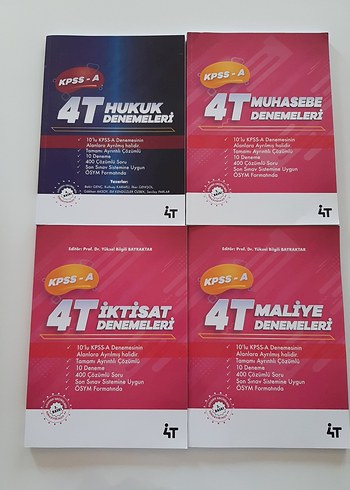 KPSS - A
4T HUKUK
DENEMELERİ
10'lu KPSS-A Denemesinin
Alanlara Ayrılmış halidir.
Tamamı Ayrıntılı Çözümlü
10 Deneme
400 Çözümlü Soru
Son Sınav Sistemine Uygun
ÖSYM Formatında
Yazarlar:
4T
KPSS - A
4T MUHASEBE
DENEMELERİ
10'lu KPSS-A Denemesinin
Alanlara Ayrılmış halidir.
Tamamı Ayrıntılı Çözümlü
10 Deneme
400 Çözümlü Soru
Son Sınav Sistemine Uygun
ÖSYM Formatında
4T
Editör: Prof. Dr. Yüksel Bilgili BAYRAKTAR
KPSS - A
4T İKTİSAT
DENEMELERİ
10'lu KPSS-A Denemesinin
Alanlara Ayrılmış halidir.
Tamamı Ayrıntılı Çözümlü
10 Deneme
400 Çözümlü Soru
Son Sınav Sistemine Uygun
ÖSYM Formatında
4T
Editör: Prof. Dr. Yüksel Bilgili BAYRAKTAR
KPSS - A
4T MALİYE
DENEMELERİ
10'lu KPSS-A Denemesinin
Alanlara Ayrılmış halidir.
Tamamı Ayrıntılı Çözümlü
10 Deneme
400 Çözümlü Soru
Son Sınav Sistemine Uygun
ÖSYM Formatında
4T